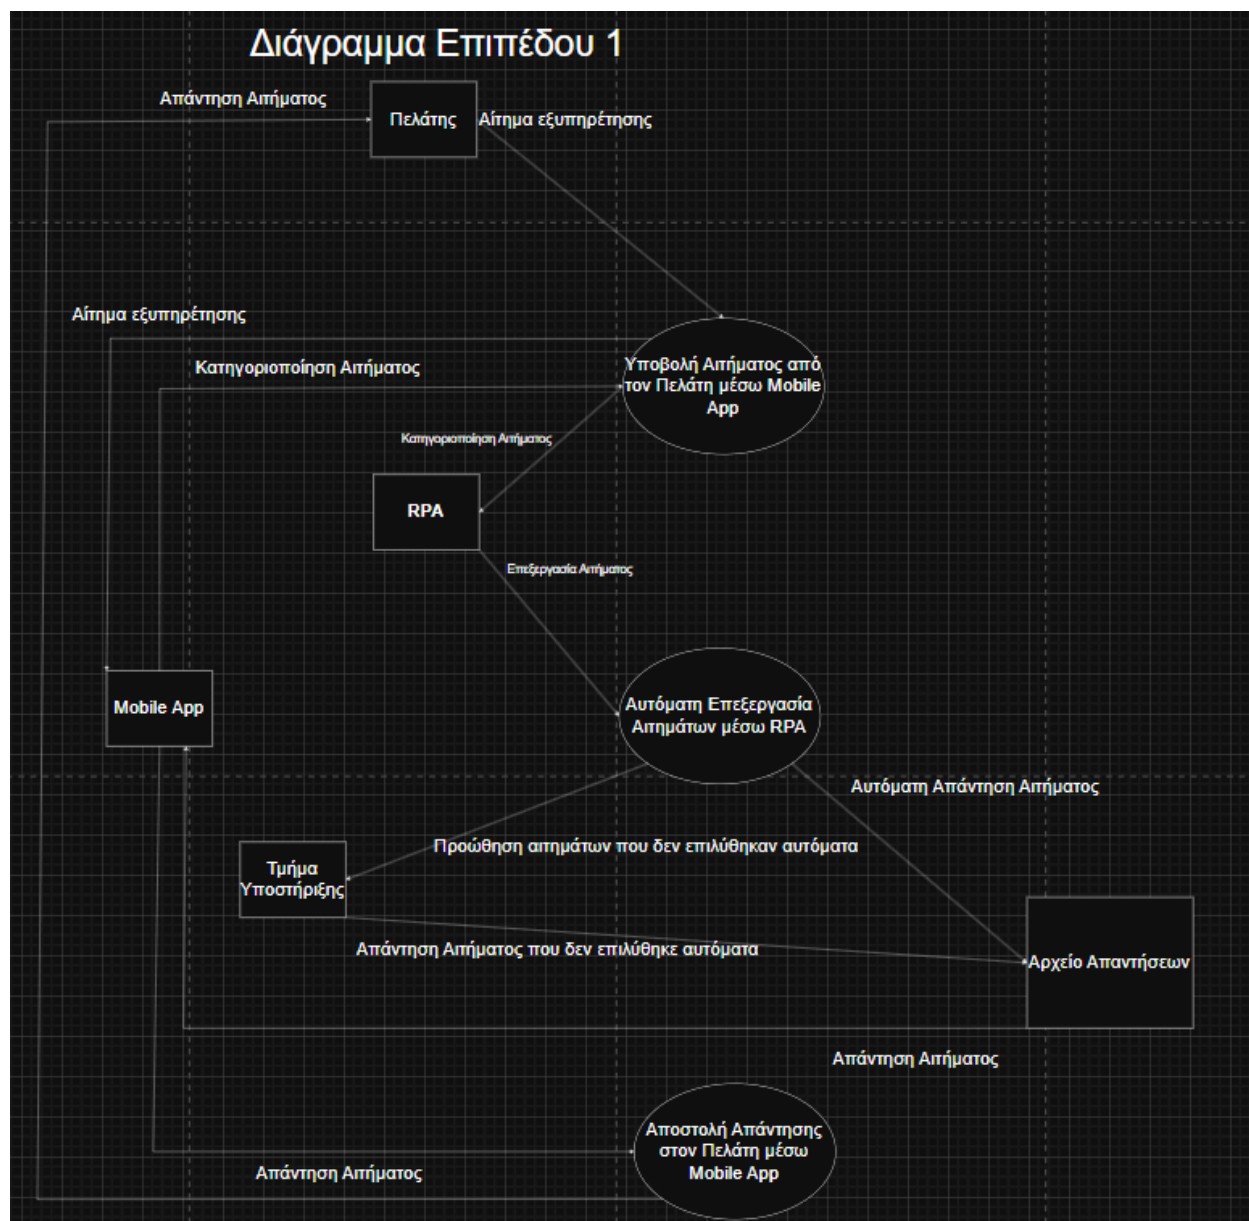 Διάγραμμα Επιπέδου 1
Απάντηση Αιτήματος
Πελάτης
Αίτημα εξυπηρέτησης
Αίτημα εξυπηρέτησης
Κατηγοριοποίηση Αιτήματος
Υποβολή Αιτήματος από
τον Πελάτη μέσω Mobile
App
Κατηγοριοποίηση Αιτήματος
RPA
Επεξεργασία Αιτήματος
Mobile App
Αυτόματη Επεξεργασία
Αιτημάτων μέσω RPA
Αυτόματη Απάντηση Αιτήματος
Προώθηση αιτημάτων που δεν επιλύθηκαν αυτόματα
Τμήμα
Υποστήριξης
Απάντηση Αιτήματος που δεν επιλύθηκε αυτόματα
Αρχείο Απαντήσεων
Απάντηση Αιτήματος
Αποστολή Απάντησης
στον Πελάτη μέσω
Mobile App
Απάντηση Αιτήματος